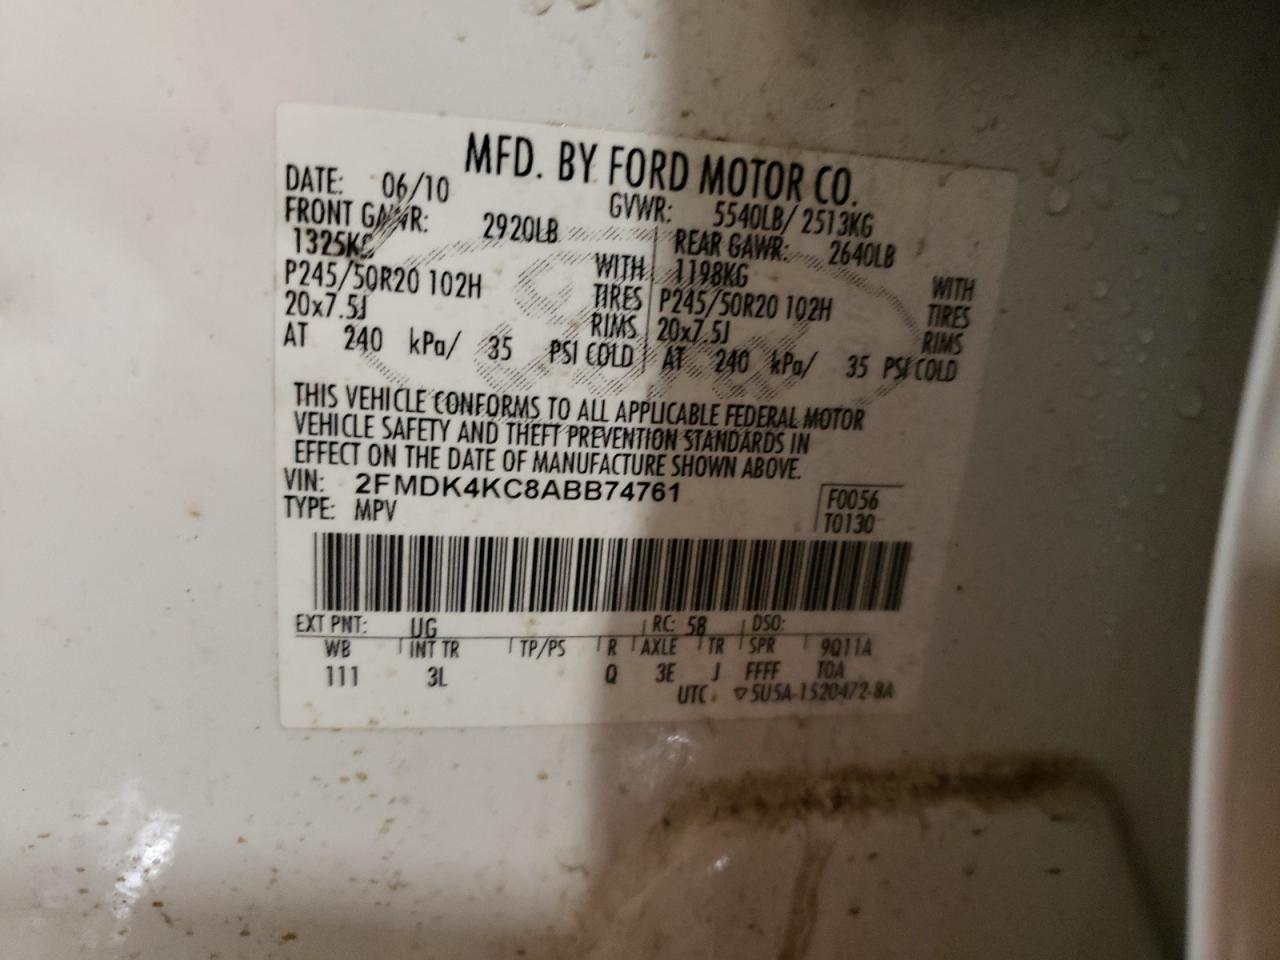 MFD. BY FORD MOTOR CO.
DATE: 06/10 GVWR: 5540LB/ 2513KG
FRONT GAWR: 2920LB REAR GAWR: 2640LB
1325KG WITH 1198KG WITH
P245/50R20 102H TIRES P245/50R20 102H TIRES
20x7.5J RIMS 20x7.5J RIMS
AT 240 kPa/ 35 PSI COLD AT 240 kPa/ 35 PSI COLD
THIS VEHICLE CONFORMS TO ALL APPLICABLE FEDERAL MOTOR
VEHICLE SAFETY AND THEFT PREVENTION STANDARDS IN
EFFECT ON THE DATE OF MANUFACTURE SHOWN ABOVE.
VIN: 2FMDK4KC8ABB74761 F0056
TYPE: MPV T0130
EXT PNT: UG RC: 58 DSO:
WB INT TR TP/PS R AXLE TR SPR 9Q11A
111 3L Q 3E J FFFF TOA
UTC ▽5U5A-1520472-BA